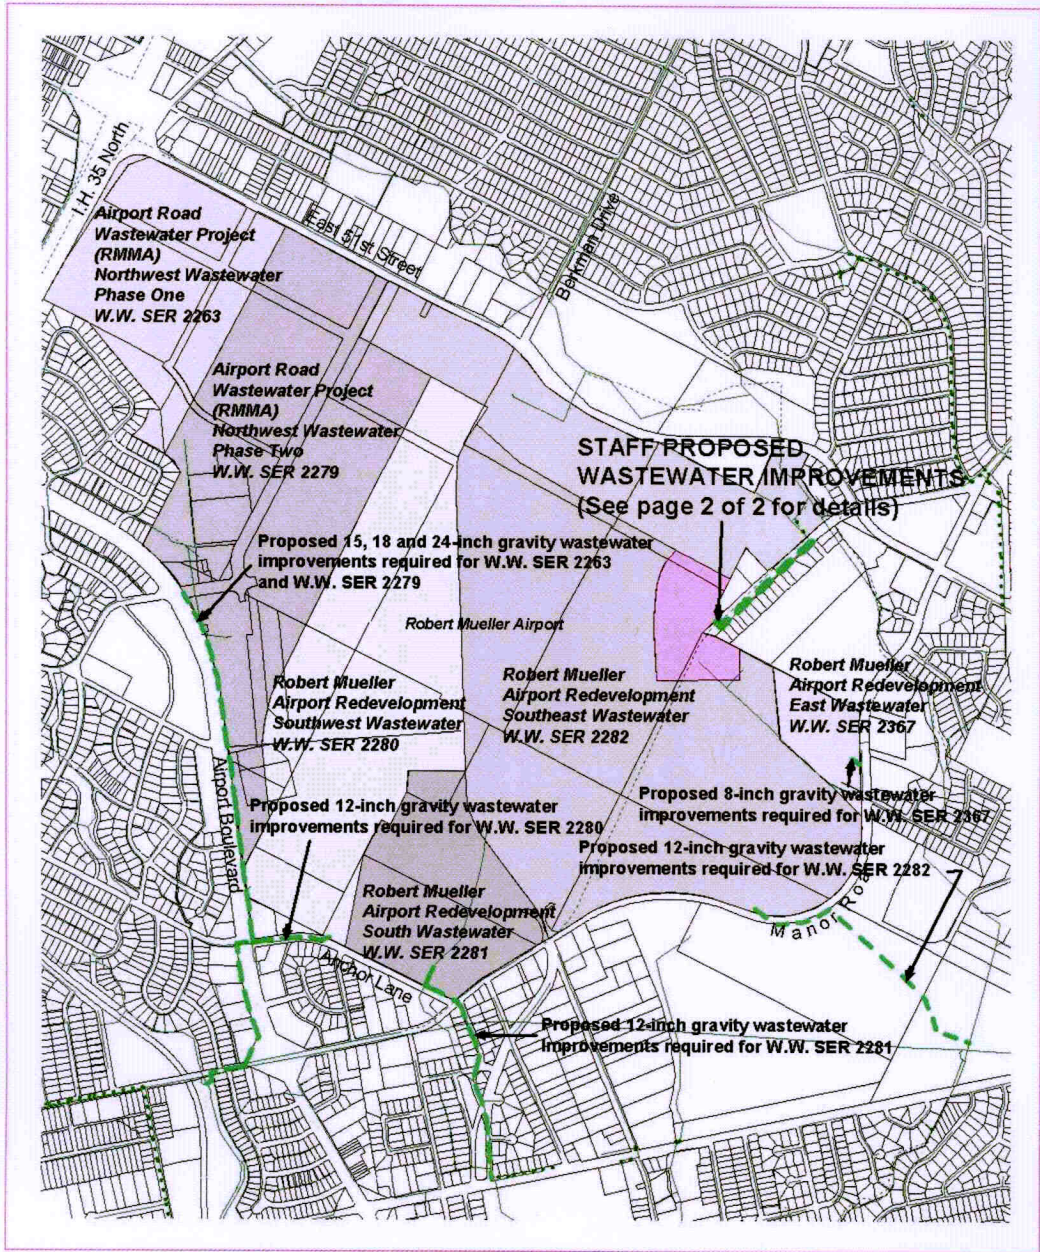 I.H. 35 North
Airport Road
Wastewater Project
(RMMA)
Northwest Wastewater
Phase One
W.W. SER 2263
East 51st Street
Berkman Drive
Airport Road
Wastewater Project
(RMMA)
Northwest Wastewater
Phase Two
W.W. SER 2279
STAFF PROPOSED
WASTEWATER IMPROVEMENTS
(See page 2 of 2 for details)
Proposed 15, 18 and 24-inch gravity wastewater
improvements required for W.W. SER 2263
and W.W. SER 2279
Robert Mueller Airport
Robert Mueller
Airport Redevelopment
Southwest Wastewater
W.W. SER 2280
Robert Mueller
Airport Redevelopment
Southeast Wastewater
W.W. SER 2282
Robert Mueller
Airport Redevelopment
East Wastewater
W.W. SER 2367
Airport Boulevard
Proposed 12-inch gravity wastewater
improvements required for W.W. SER 2280
Proposed 8-inch gravity wastewater
improvements required for W.W. SER 2367
Proposed 12-inch gravity wastewater
improvements required for W.W. SER 2282
Manor Road
Robert Mueller
Airport Redevelopment
South Wastewater
W.W. SER 2281
Anchor Lane
Proposed 12-inch gravity wastewater
improvements required for W.W. SER 2281